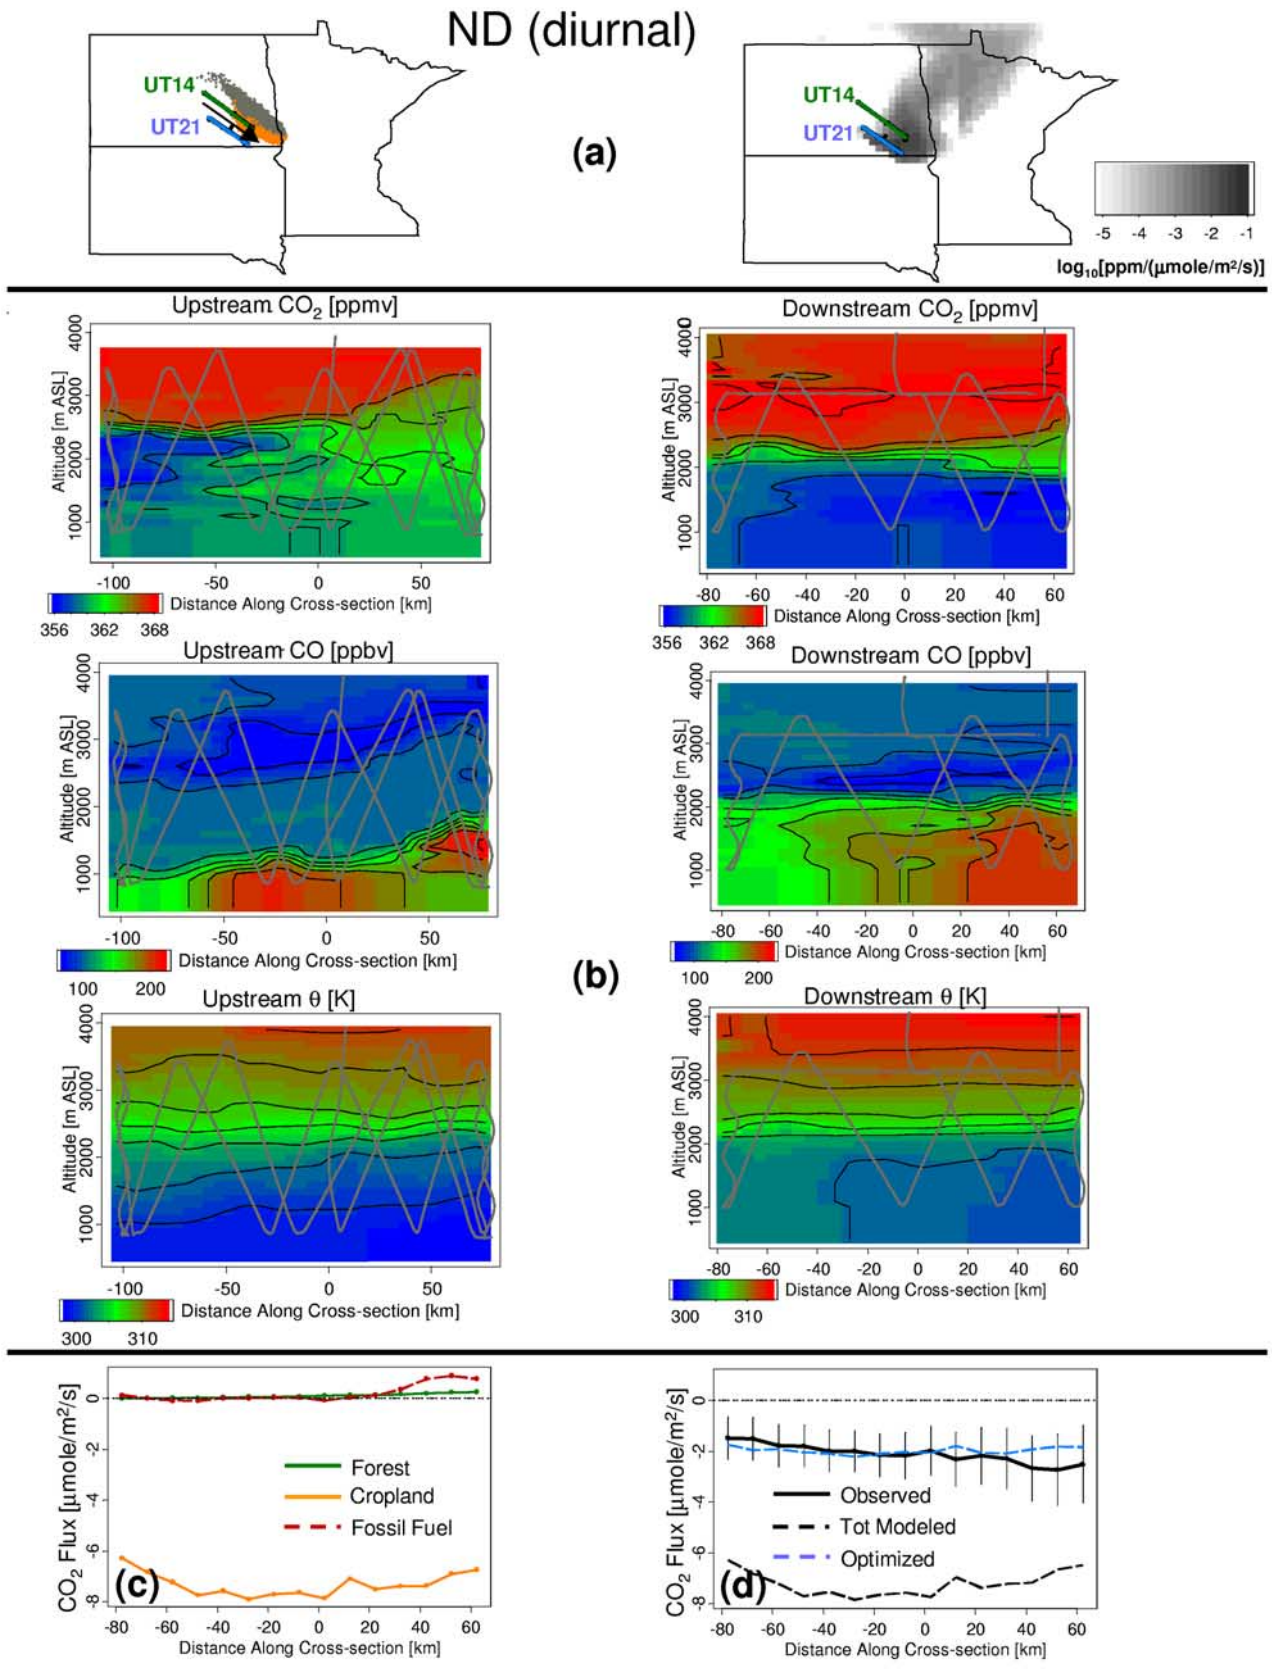 ND (diurnal)
UT14
UT21
(a)
UT14
UT21
-5 -4 -3 -2 -1
log₁₀[ppm/(μmole/m²/s)]
Upstream CO₂ [ppmv]
Altitude [m ASL]
4000
3000
2000
1000
-100 -50 0 50
Distance Along Cross-section [km]
356 362 368
Downstream CO₂ [ppmv]
Altitude [m ASL]
4000
3000
2000
1000
-80 -60 -40 -20 0 20 40 60
Distance Along Cross-section [km]
356 362 368
Upstream CO [ppbv]
Altitude [m ASL]
4000
3000
2000
1000
-100 -50 0 50
Distance Along Cross-section [km]
100 200
Downstream CO [ppbv]
Altitude [m ASL]
4000
3000
2000
1000
-80 -60 -40 -20 0 20 40 60
Distance Along Cross-section [km]
100 200
(b)
Upstream θ [K]
Altitude [m ASL]
4000
3000
2000
1000
-100 -50 0 50
Distance Along Cross-section [km]
300 310
Downstream θ [K]
Altitude [m ASL]
4000
3000
2000
1000
-80 -60 -40 -20 0 20 40 60
Distance Along Cross-section [km]
300 310
CO₂ Flux [μmole/m²/s]
0
-2
-4
-6
-8
Forest
Cropland
Fossil Fuel
(c)
-80 -60 -40 -20 0 20 40 60
Distance Along Cross-section [km]
CO₂ Flux [μmole/m²/s]
0
-2
-4
-6
-8
Observed
Tot Modeled
Optimized
(d)
-80 -60 -40 -20 0 20 40 60
Distance Along Cross-section [km]